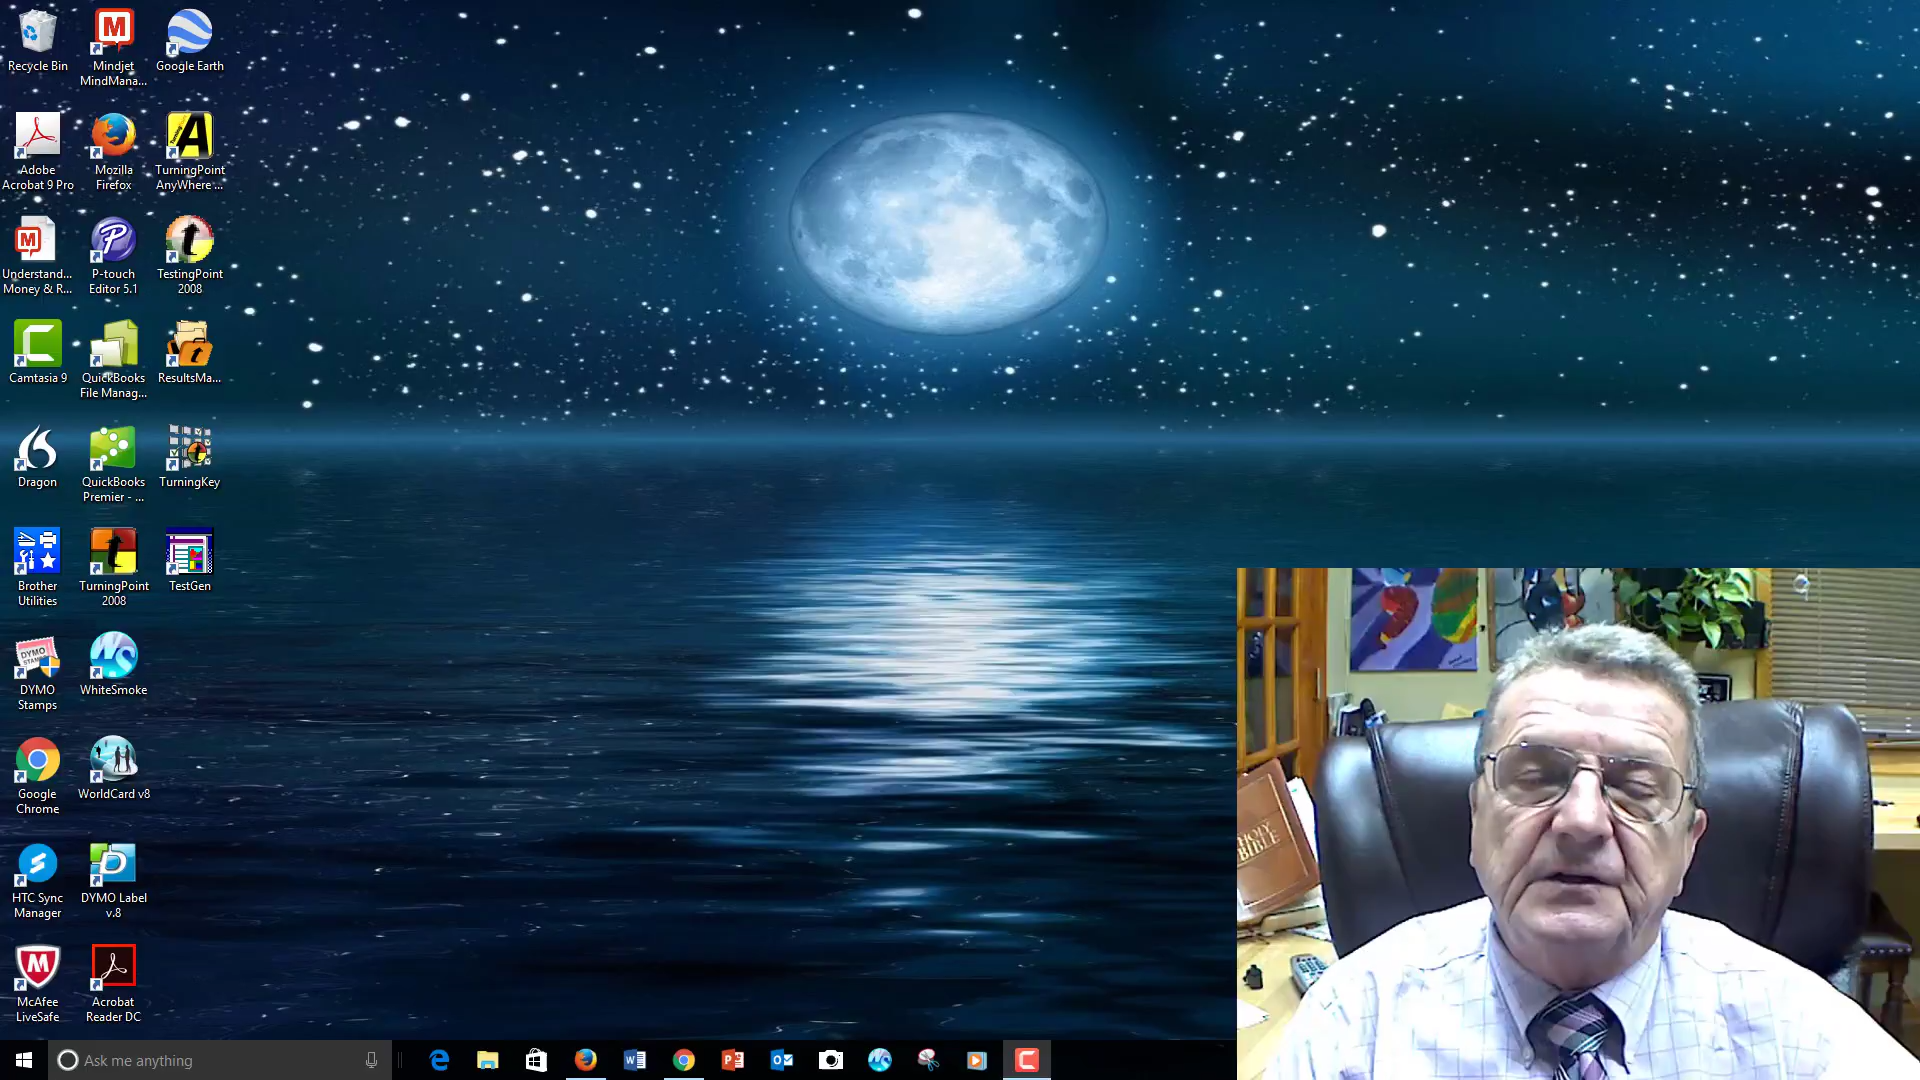 Recycle Bin
Mindjet
MindMana...
Google Earth
Adobe
Acrobat 9 Pro
Mozilla
Firefox
A
TurningPoint
AnyWhere ...
Understand...
Money & R...
P-touch
Editor 5.1
TestingPoint
2008
Camtasia 9
QuickBooks
File Manag...
ResultsMa...
Dragon
QuickBooks
Premier - ...
TurningKey
Brother
Utilities
TurningPoint
2008
TestGen
DYMO
DYMO
Stamps
WhiteSmoke
Google
Chrome
WorldCard v8
HTC Sync
Manager
DYMO Label
v.8
McAfee
LiveSafe
Acrobat
Reader DC
HOLY
BIBLE
Ask me anything